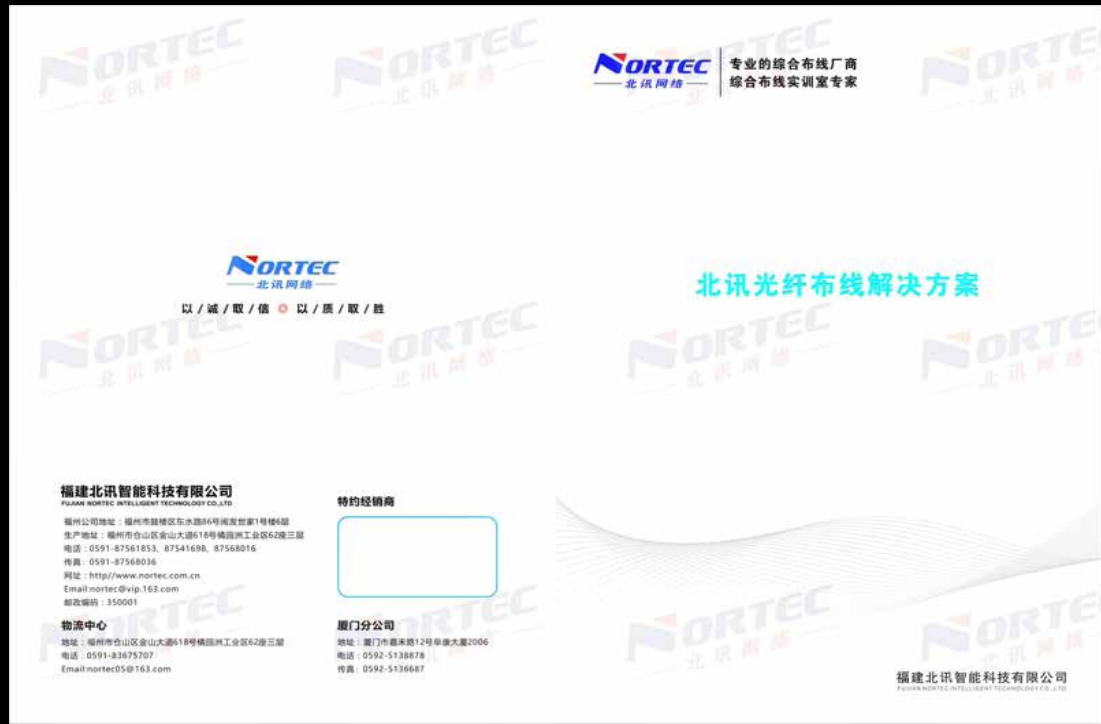 NORTEC
北讯网络
以/诚/取/信 以/质/取/胜
福建北讯智能科技有限公司
FUJIAN NORTEC INTELLIGENT TECHNOLOGY CO.,LTD
福州公司地址：福州市鼓楼区东水路86号闽发世家1号楼6层
生产地址：福州市仓山区金山大道618号橘园洲工业区62座三层
电话：0591-87561853, 87541698, 87568016
传真：0591-87568036
网址：http//www.nortec.com.cn
Email:nortec@vip.163.com
邮政编码：350001
物流中心
地址：福州市仓山区金山大道618号橘园洲工业区62座三层
电话：0591-83675707
Email:nortec05@163.com
特约经销商
厦门分公司
地址：厦门市嘉禾路12号阜康大厦2006
电话：0592-5138878
传真：0592-5136687
NORTEC
北讯网络
专业的综合布线厂商
综合布线实训室专家
北讯光纤布线解决方案
福建北讯智能科技有限公司
FUJIAN NORTEC INTELLIGENT TECHNOLOGY CO.,LTD